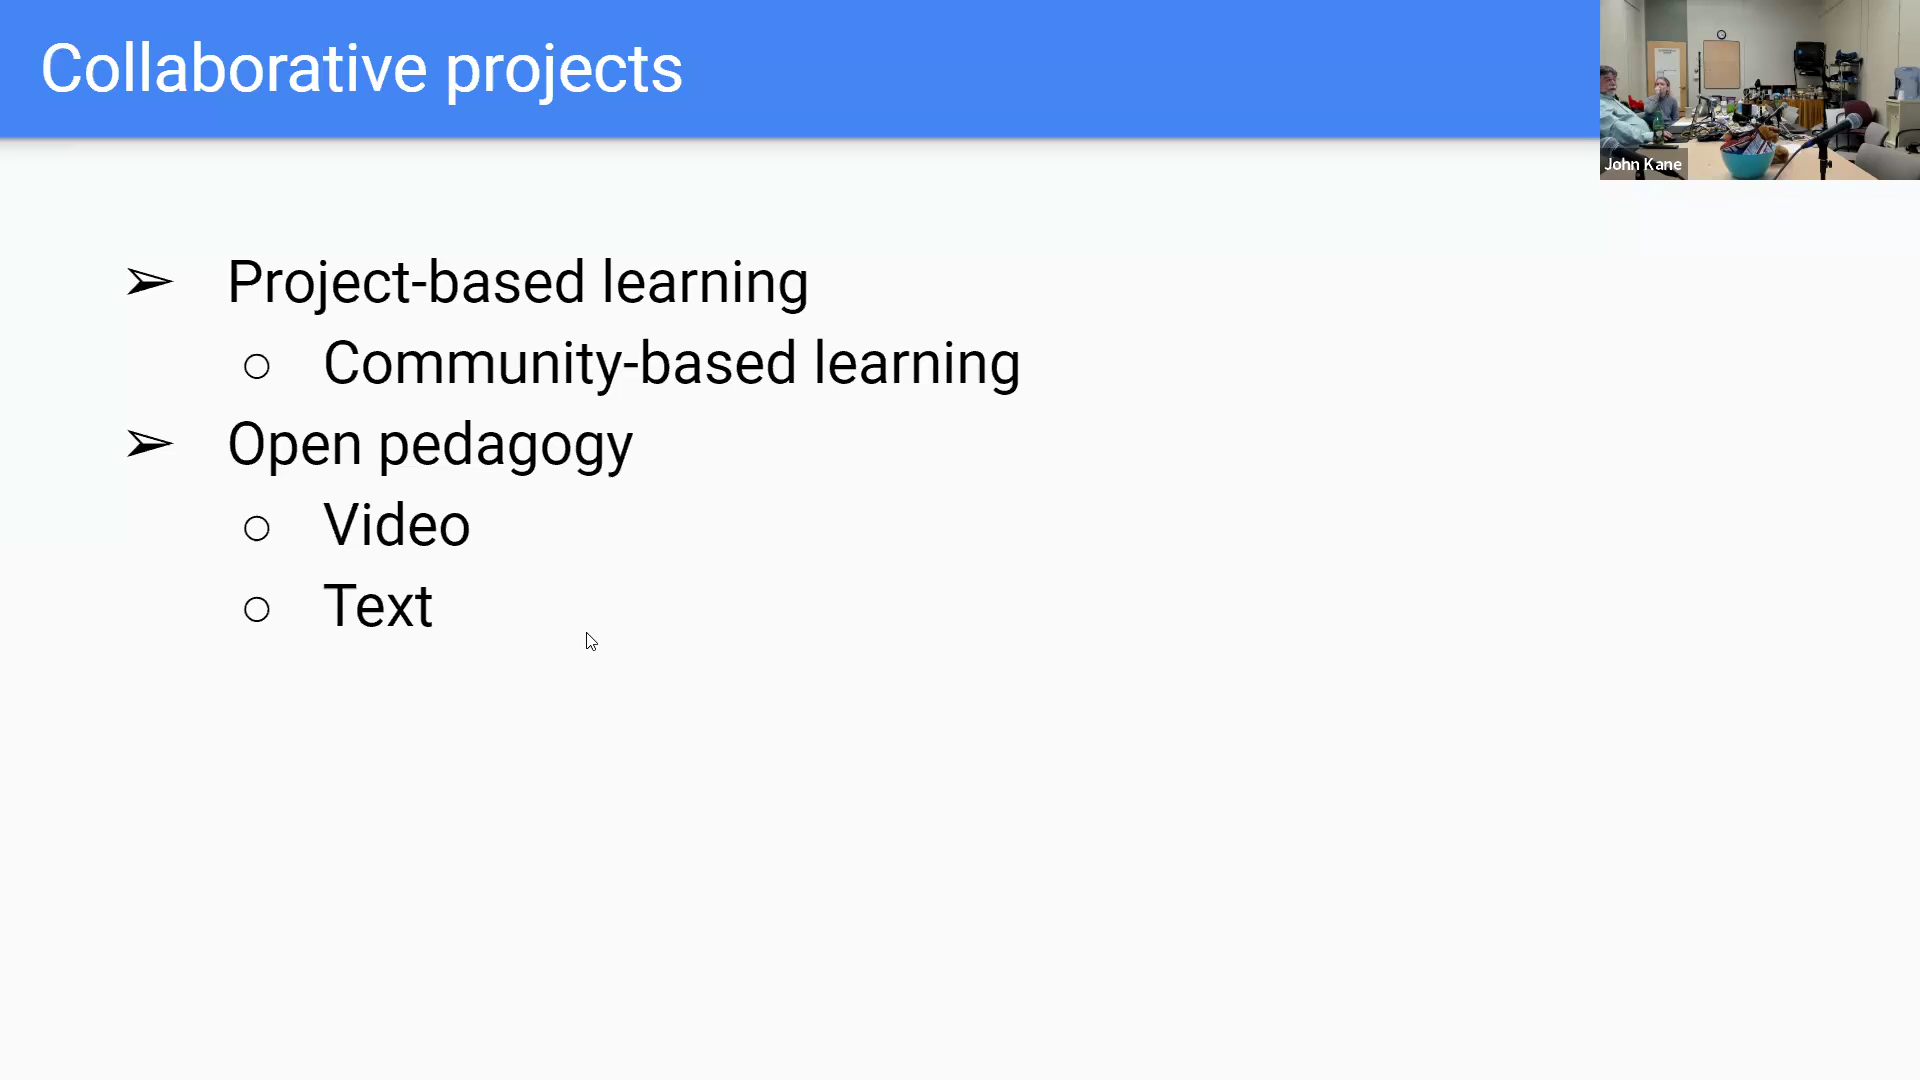 Collaborative projects
John Kane
➢ Project-based learning
○ Community-based learning
➢ Open pedagogy
○ Video
○ Text